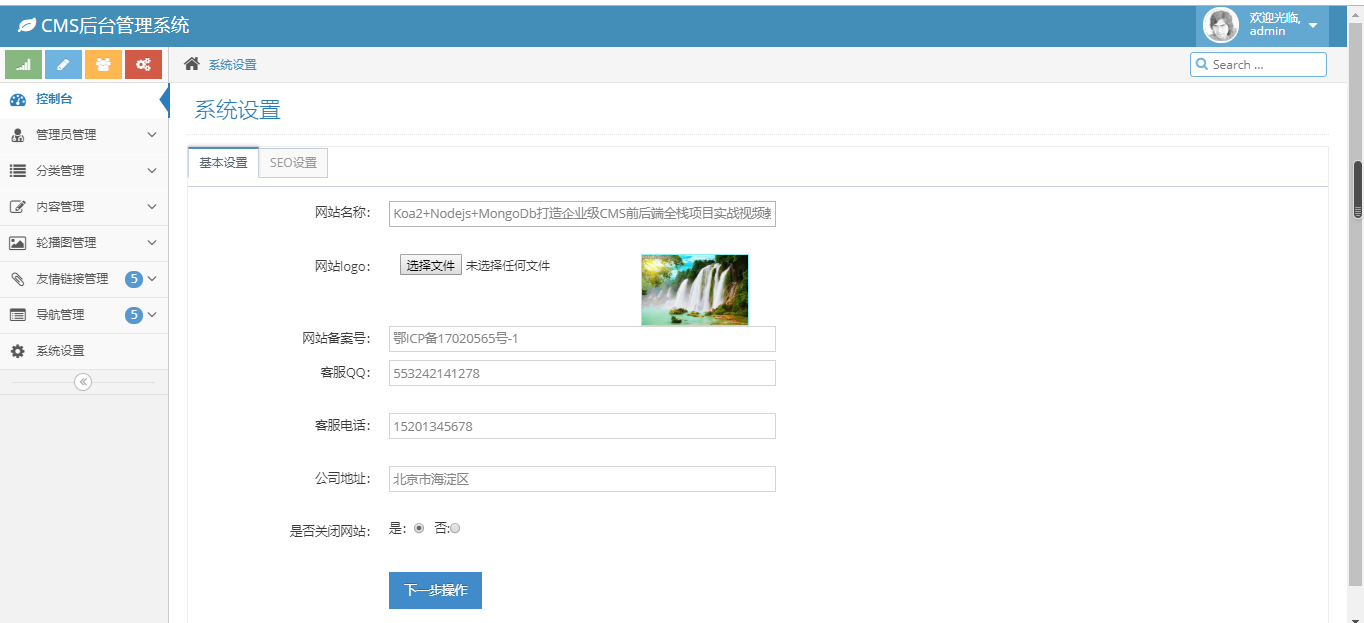 CMS后台管理系统
欢迎光临,
admin
系统设置
Search ...
控制台
管理员管理
分类管理
内容管理
轮播图管理
友情链接管理 5
导航管理 5
系统设置
系统设置
基本设置 SEO设置
网站名称: Koa2+Nodejs+MongoDb打造企业级CMS前后端全栈项目实战视频
网站logo: 选择文件 未选择任何文件
网站备案号: 鄂ICP备17020565号-1
客服QQ: 553242141278
客服电话: 15201345678
公司地址: 北京市海淀区
是否关闭网站: 是: 否:
下一步操作